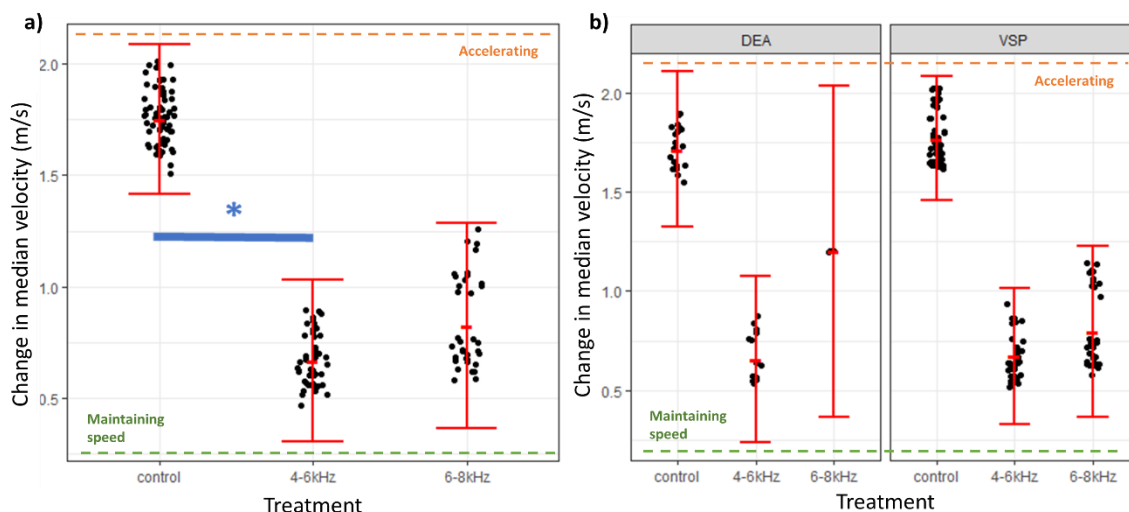 a)
Change in median velocity (m/s)
2.0
1.5
1.0
0.5
Accelerating
*
Maintaining
speed
control
4-6kHz
6-8kHz
Treatment
b)
DEA
VSP
Change in median velocity (m/s)
2.0
1.5
1.0
0.5
Accelerating
Maintaining
speed
control
4-6kHz
6-8kHz
control
4-6kHz
6-8kHz
Treatment